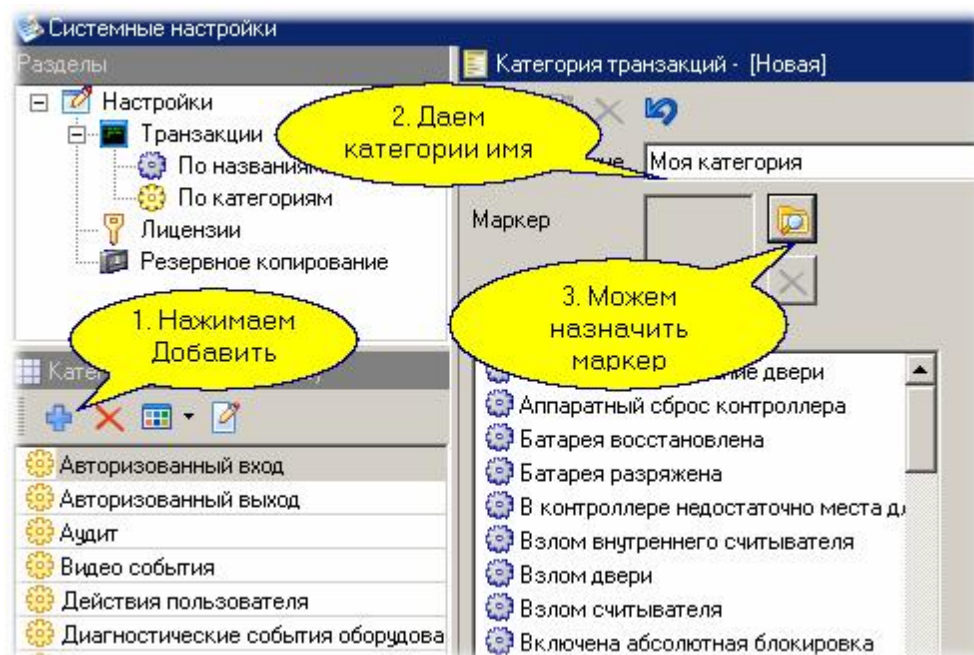 Системные настройки
Разделы
Настройки
Транзакции
По названиям
По категориям
Лицензии
Резервное копирование
1. Нажимаем
Добавить
Авторизованный вход
Авторизованный выход
Аудит
Видео события
Действия пользователя
Диагностические события оборудова
Категория транзакций - [Новая]
2. Даем
категории имя
Моя категория
Маркер
3. Можем
назначить
маркер
двери
Аппаратный сброс контроллера
Батарея восстановлена
Батарея разряжена
В контроллере недостаточно места д
Взлом внутреннего считывателя
Взлом двери
Взлом считывателя
Включена абсолютная блокировка